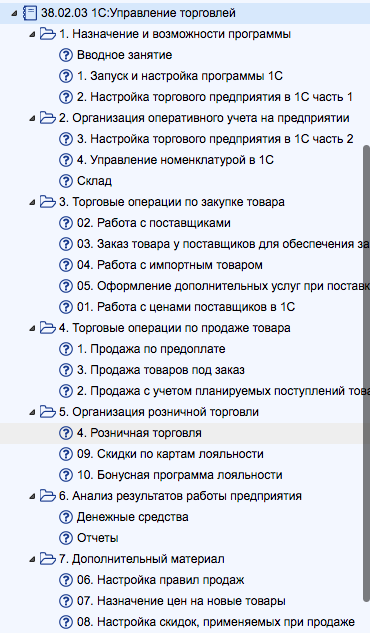 38.02.03 1С:Управление торговлей
1. Назначение и возможности программы
Вводное занятие
1. Запуск и настройка программы 1С
2. Настройка торгового предприятия в 1С часть 1
2. Организация оперативного учета на предприятии
3. Настройка торгового предприятия в 1С часть 2
4. Управление номенклатурой в 1С
Склад
3. Торговые операции по закупке товара
02. Работа с поставщиками
03. Заказ товара у поставщиков для обеспечения за
04. Работа с импортным товаром
05. Оформление дополнительных услуг при поставк
01. Работа с ценами поставщиков в 1С
4. Торговые операции по продаже товара
1. Продажа по предоплате
3. Продажа товаров под заказ
2. Продажа с учетом планируемых поступлений това
5. Организация розничной торговли
4. Розничная торговля
09. Скидки по картам лояльности
10. Бонусная программа лояльности
6. Анализ результатов работы предприятия
Денежные средства
Отчеты
7. Дополнительный материал
06. Настройка правил продаж
07. Назначение цен на новые товары
08. Настройка скидок, применяемых при продаже